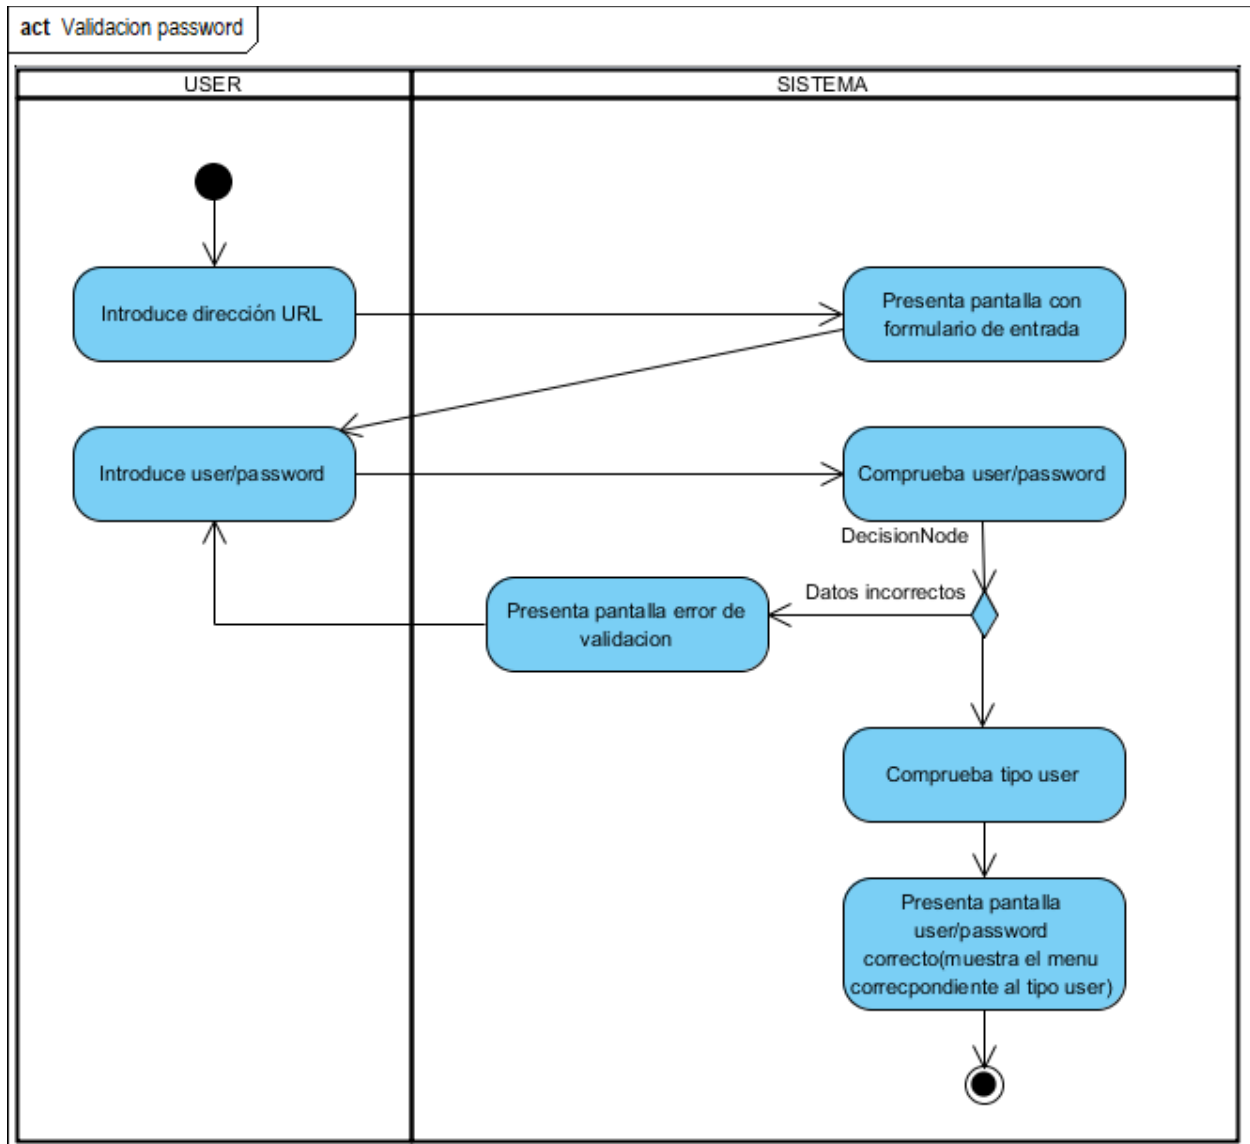 act Validacion password
USER
SISTEMA
Introduce dirección URL
Presenta pantalla con
formulario de entrada
Introduce user/password
Comprueba user/password
DecisionNode
Datos incorrectos
Presenta pantalla error de
validacion
Comprueba tipo user
Presenta pantalla
user/password
correcto(muestra el menu
correcpondiente al tipo user)